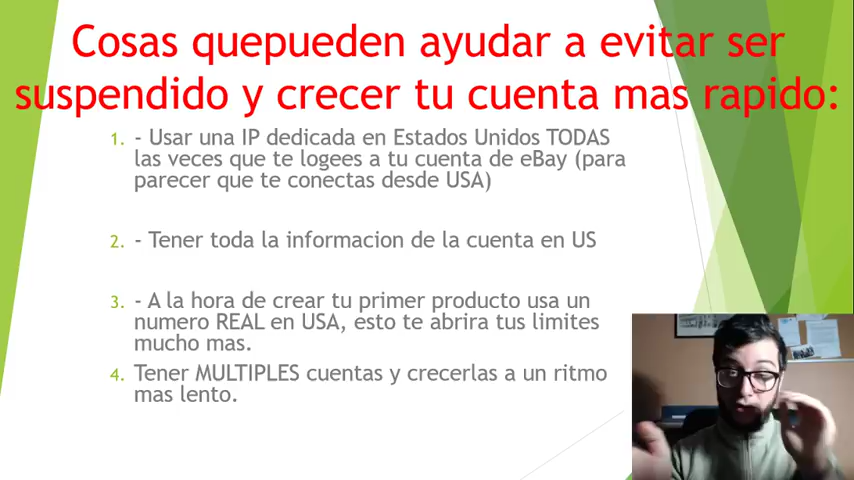 Cosas quepueden ayudar a evitar ser
suspendido y crecer tu cuenta mas rapido:
1. - Usar una IP dedicada en Estados Unidos TODAS
las veces que te logees a tu cuenta de eBay (para
parecer que te conectas desde USA)
2. - Tener toda la informacion de la cuenta en US
3. - A la hora de crear tu primer producto usa un
numero REAL en USA, esto te abrira tus limites
mucho mas.
4. Tener MULTIPLES cuentas y crecerlas a un ritmo
mas lento.